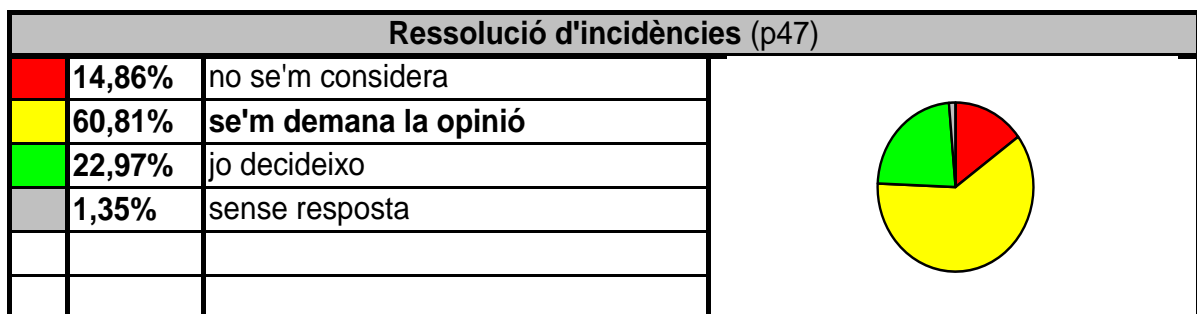 Ressolució d'incidències (p47)
14,86% no se'm considera
60,81% se'm demana la opinió
22,97% jo decideixo
1,35% sense resposta